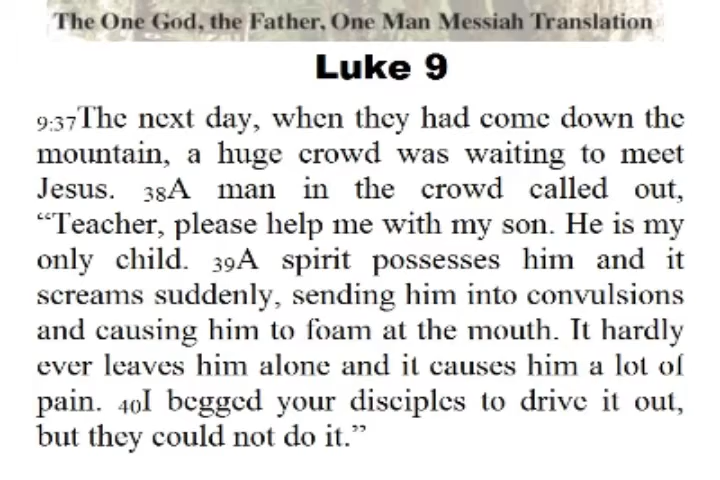 The One God, the Father, One Man Messiah Translation
Luke 9
9:37The next day, when they had come down the
mountain, a huge crowd was waiting to meet
Jesus. 38A man in the crowd called out,
“Teacher, please help me with my son. He is my
only child. 39A spirit possesses him and it
screams suddenly, sending him into convulsions
and causing him to foam at the mouth. It hardly
ever leaves him alone and it causes him a lot of
pain. 40I begged your disciples to drive it out,
but they could not do it.”